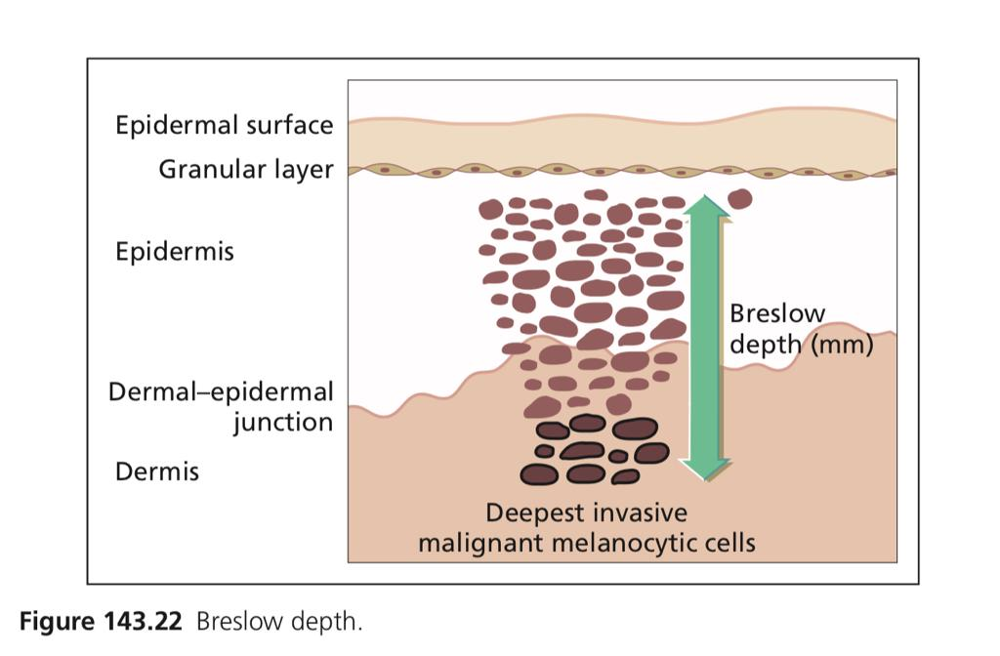 Epidermal surface
Granular layer
Epidermis
Breslow
depth (mm)
Dermal–epidermal
junction
Dermis
Deepest invasive
malignant melanocytic cells
Figure 143.22 Breslow depth.